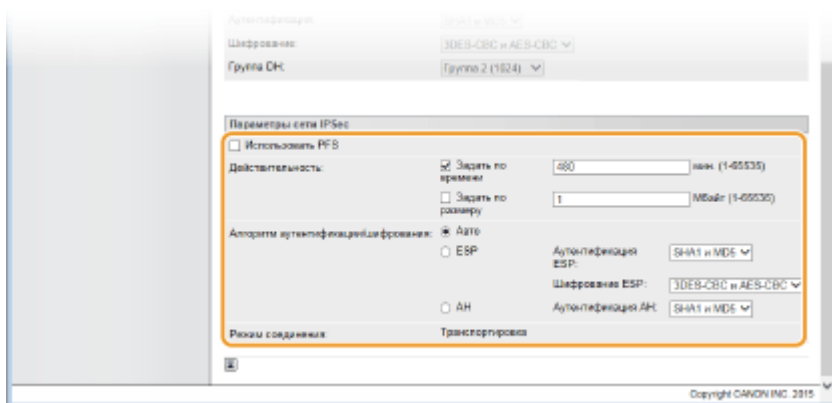 Аутентификация: SHA1 и MD5
Шифрование: 3DES-CBC и AES-CBC
Группа DH: Группа 2 (1024)
Параметры сети IPSec
Использовать PFS
Действительность: Задать по времени 480 мин. (1-65535)
Задать по размеру 1 Мбайт (1-65535)
Алгоритм аутентификации/шифрования: Авто
ESP Аутентификация ESP: SHA1 и MD5
Шифрование ESP: 3DES-CBC и AES-CBC
AH Аутентификация AH: SHA1 и MD5
Режим соединения: Транспортировка
Copyright CANON INC. 2015